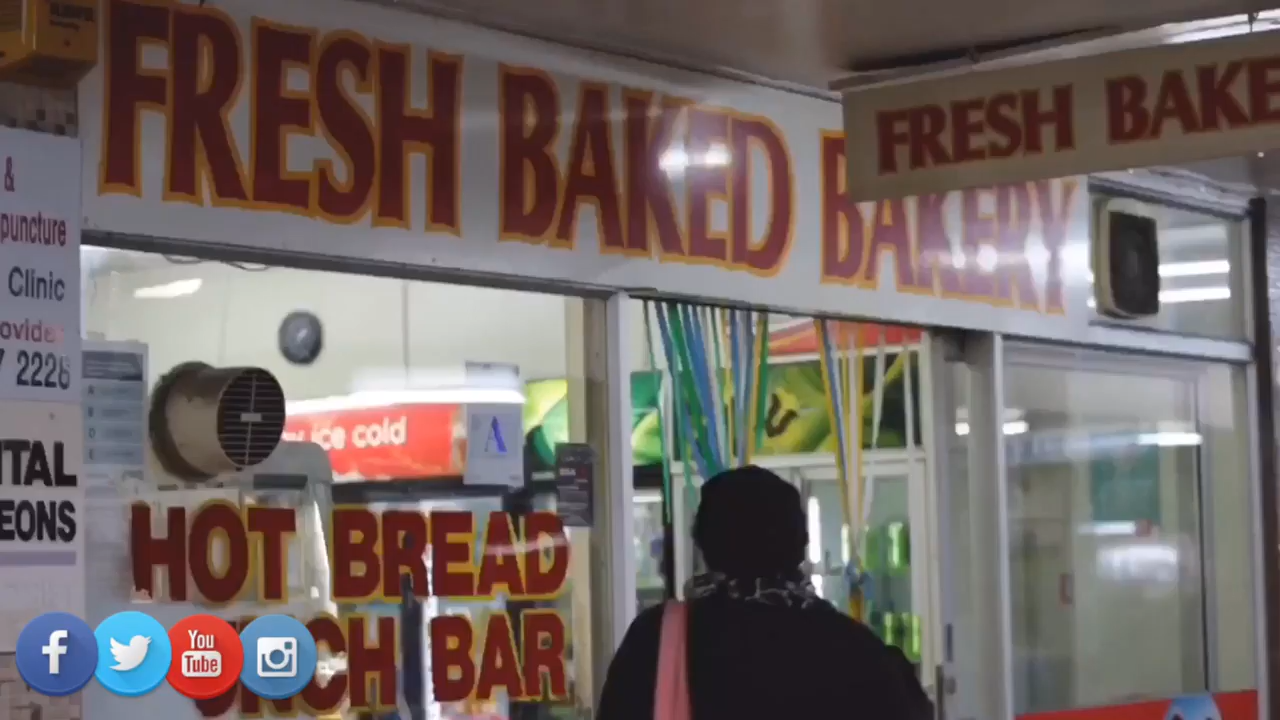 FRESH BAKED BAKERY
FRESH BAKE
&
puncture
Clinic
ovider
7 2228
ITAL
EONS
ice cold
A
HOT BREAD
UNCH BAR
f
You
Tube